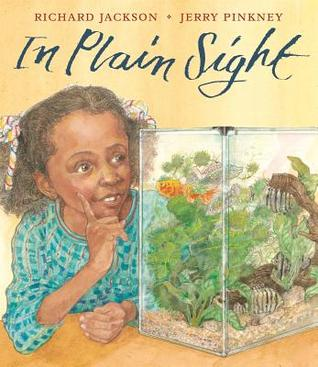 RICHARD JACKSON • JERRY PINKNEY
In Plain Sight